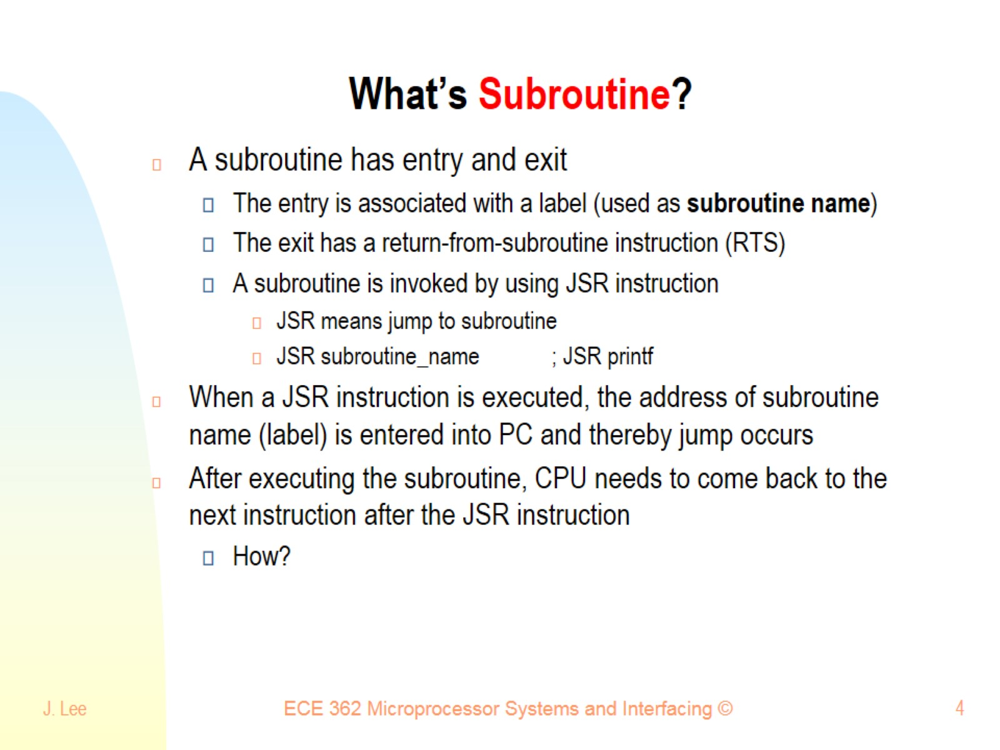 What's Subroutine?
A subroutine has entry and exit
The entry is associated with a label (used as subroutine name)
The exit has a return-from-subroutine instruction (RTS)
A subroutine is invoked by using JSR instruction
JSR means jump to subroutine
JSR subroutine_name ; JSR printf
When a JSR instruction is executed, the address of subroutine
name (label) is entered into PC and thereby jump occurs
After executing the subroutine, CPU needs to come back to the
next instruction after the JSR instruction
How?
J. Lee
ECE 362 Microprocessor Systems and Interfacing ©
4